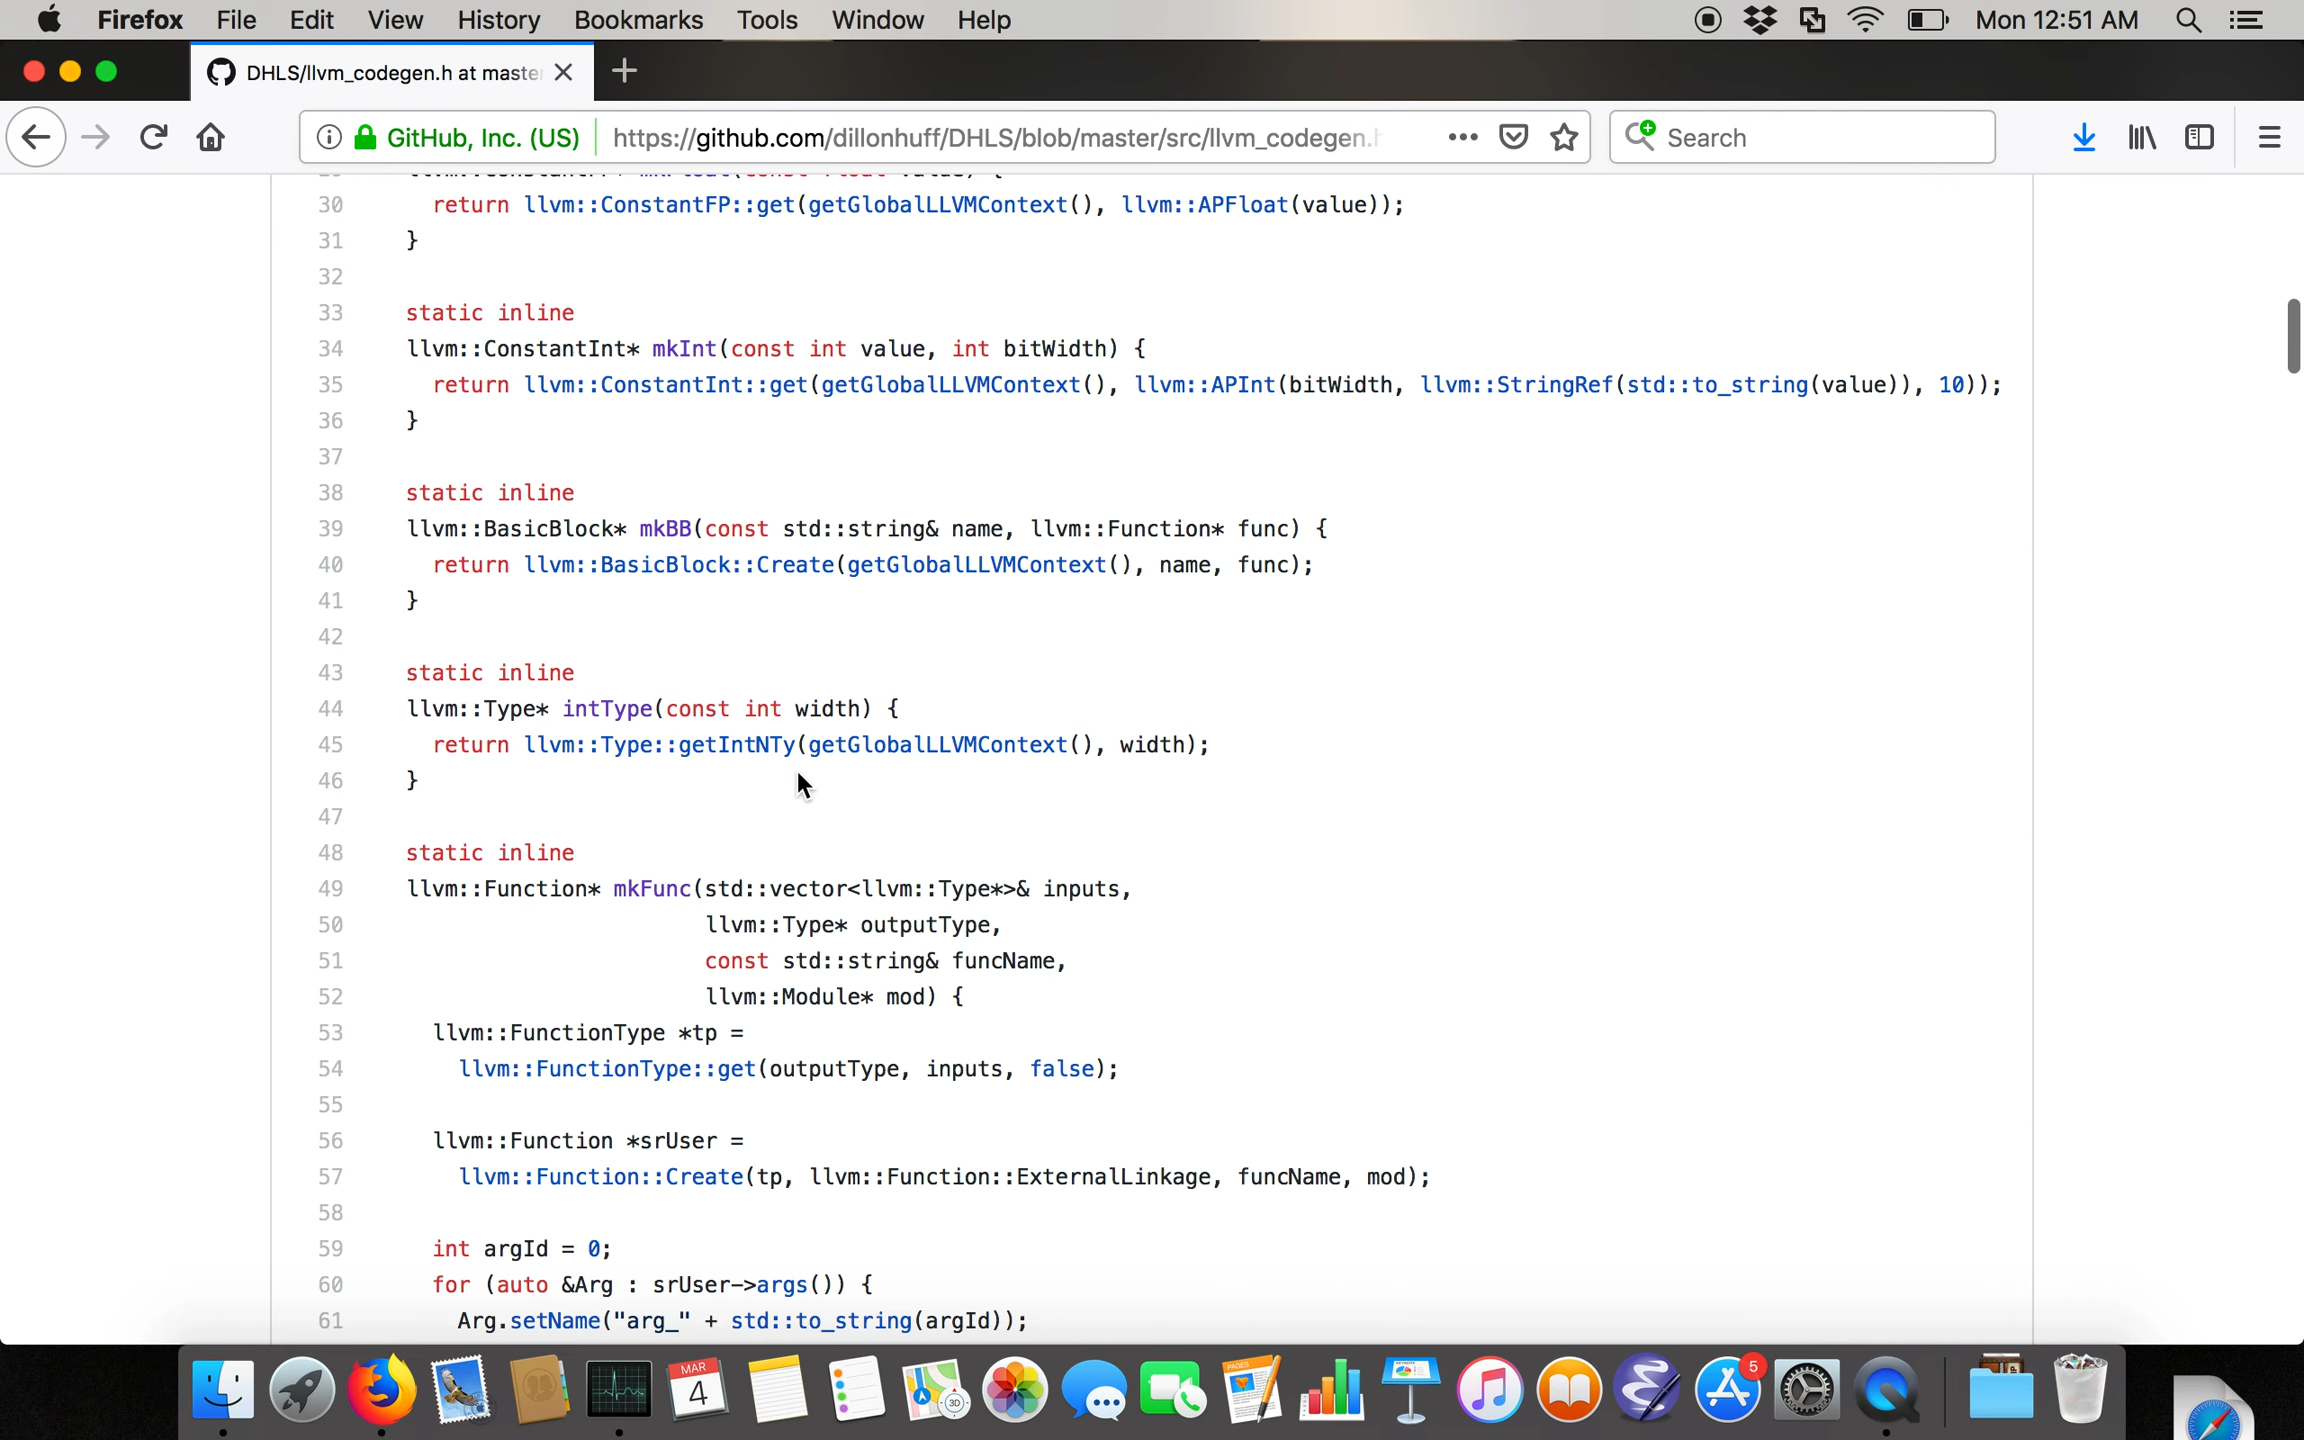 Firefox File Edit View History Bookmarks Tools Window Help Mon 12:51 AM
DHLS/llvm_codegen.h at maste
GitHub, Inc. (US) https://github.com/dillonhuff/DHLS/blob/master/src/llvm_codegen.h Search
30 return llvm::ConstantFP::get(getGlobalLLVMContext(), llvm::APFloat(value));
31 }
32
33 static inline
34 llvm::ConstantInt* mkInt(const int value, int bitWidth) {
35 return llvm::ConstantInt::get(getGlobalLLVMContext(), llvm::APInt(bitWidth, llvm::StringRef(std::to_string(value)), 10));
36 }
37
38 static inline
39 llvm::BasicBlock* mkBB(const std::string& name, llvm::Function* func) {
40 return llvm::BasicBlock::Create(getGlobalLLVMContext(), name, func);
41 }
42
43 static inline
44 llvm::Type* intType(const int width) {
45 return llvm::Type::getIntNTy(getGlobalLLVMContext(), width);
46 }
47
48 static inline
49 llvm::Function* mkFunc(std::vector<llvm::Type*>& inputs,
50 llvm::Type* outputType,
51 const std::string& funcName,
52 llvm::Module* mod) {
53 llvm::FunctionType *tp =
54 llvm::FunctionType::get(outputType, inputs, false);
55
56 llvm::Function *srUser =
57 llvm::Function::Create(tp, llvm::Function::ExternalLinkage, funcName, mod);
58
59 int argId = 0;
60 for (auto &Arg : srUser->args()) {
61 Arg.setName("arg_" + std::to_string(argId));
MAR
4
3D
PAGES
5